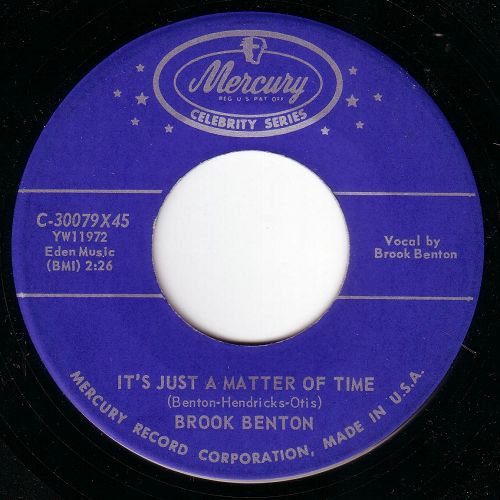 Mercury
REG U S PAT OFF
CELEBRITY SERIES
C-30079X45
YW11972
Eden Music
(BMI) 2:26
Vocal by
Brook Benton
IT'S JUST A MATTER OF TIME
(Benton-Hendricks-Otis)
BROOK BENTON
MERCURY RECORD CORPORATION, MADE IN U.S.A.